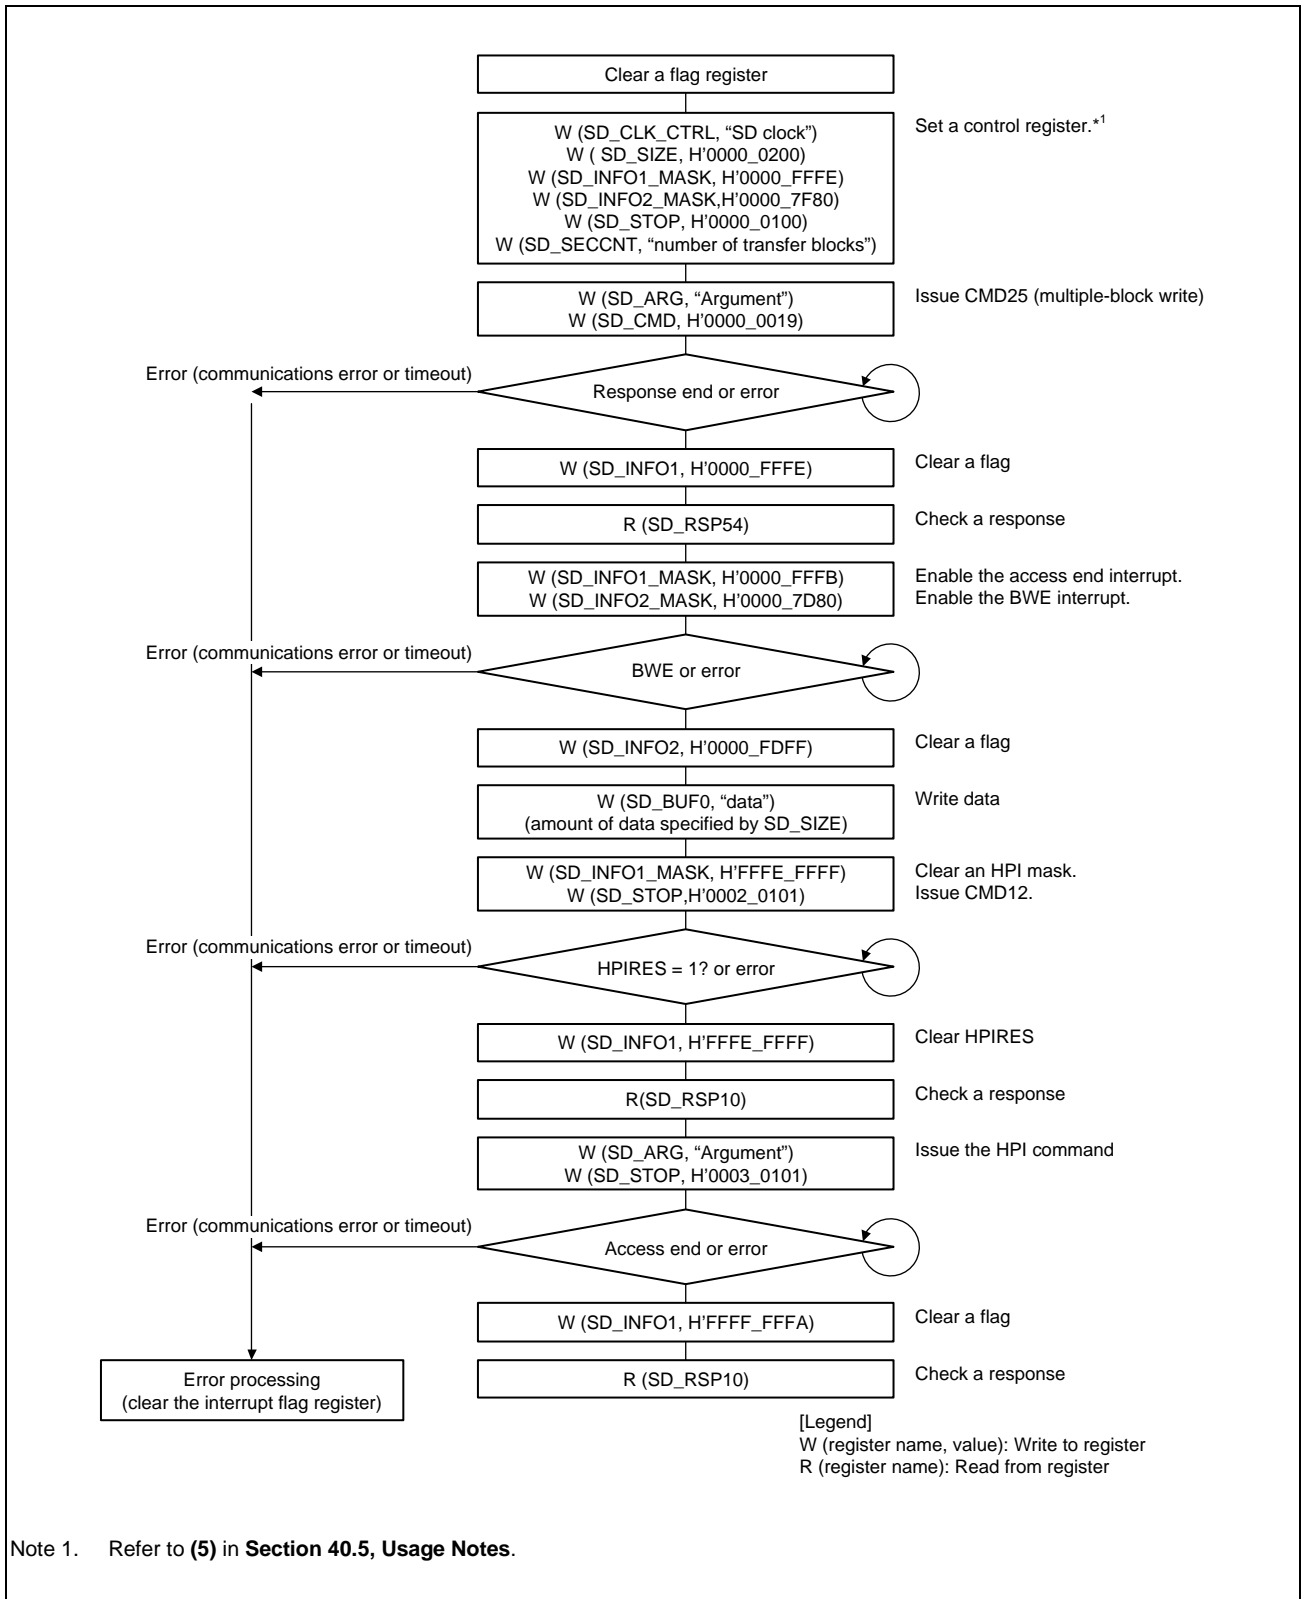 Clear a flag register
W (SD_CLK_CTRL, “SD clock”)
W ( SD_SIZE, H'0000_0200)
W (SD_INFO1_MASK, H'0000_FFFE)
W (SD_INFO2_MASK,H'0000_7F80)
W (SD_STOP, H'0000_0100)
W (SD_SECCNT, “number of transfer blocks”)
Set a control register.*1
W (SD_ARG, “Argument”)
W (SD_CMD, H'0000_0019)
Issue CMD25 (multiple-block write)
Error (communications error or timeout)
Response end or error
W (SD_INFO1, H'0000_FFFE)
Clear a flag
R (SD_RSP54)
Check a response
W (SD_INFO1_MASK, H'0000_FFFB)
W (SD_INFO2_MASK, H'0000_7D80)
Enable the access end interrupt.
Enable the BWE interrupt.
Error (communications error or timeout)
BWE or error
W (SD_INFO2, H'0000_FDFF)
Clear a flag
W (SD_BUF0, “data”)
(amount of data specified by SD_SIZE)
Write data
W (SD_INFO1_MASK, H'FFFE_FFFF)
W (SD_STOP,H'0002_0101)
Clear an HPI mask.
Issue CMD12.
Error (communications error or timeout)
HPIRES = 1? or error
W (SD_INFO1, H'FFFE_FFFF)
Clear HPIRES
R(SD_RSP10)
Check a response
W (SD_ARG, “Argument”)
W (SD_STOP, H'0003_0101)
Issue the HPI command
Error (communications error or timeout)
Access end or error
W (SD_INFO1, H'FFFF_FFFA)
Clear a flag
R (SD_RSP10)
Check a response
Error processing
(clear the interrupt flag register)
[Legend]
W (register name, value): Write to register
R (register name): Read from register
Note 1. Refer to (5) in Section 40.5, Usage Notes.